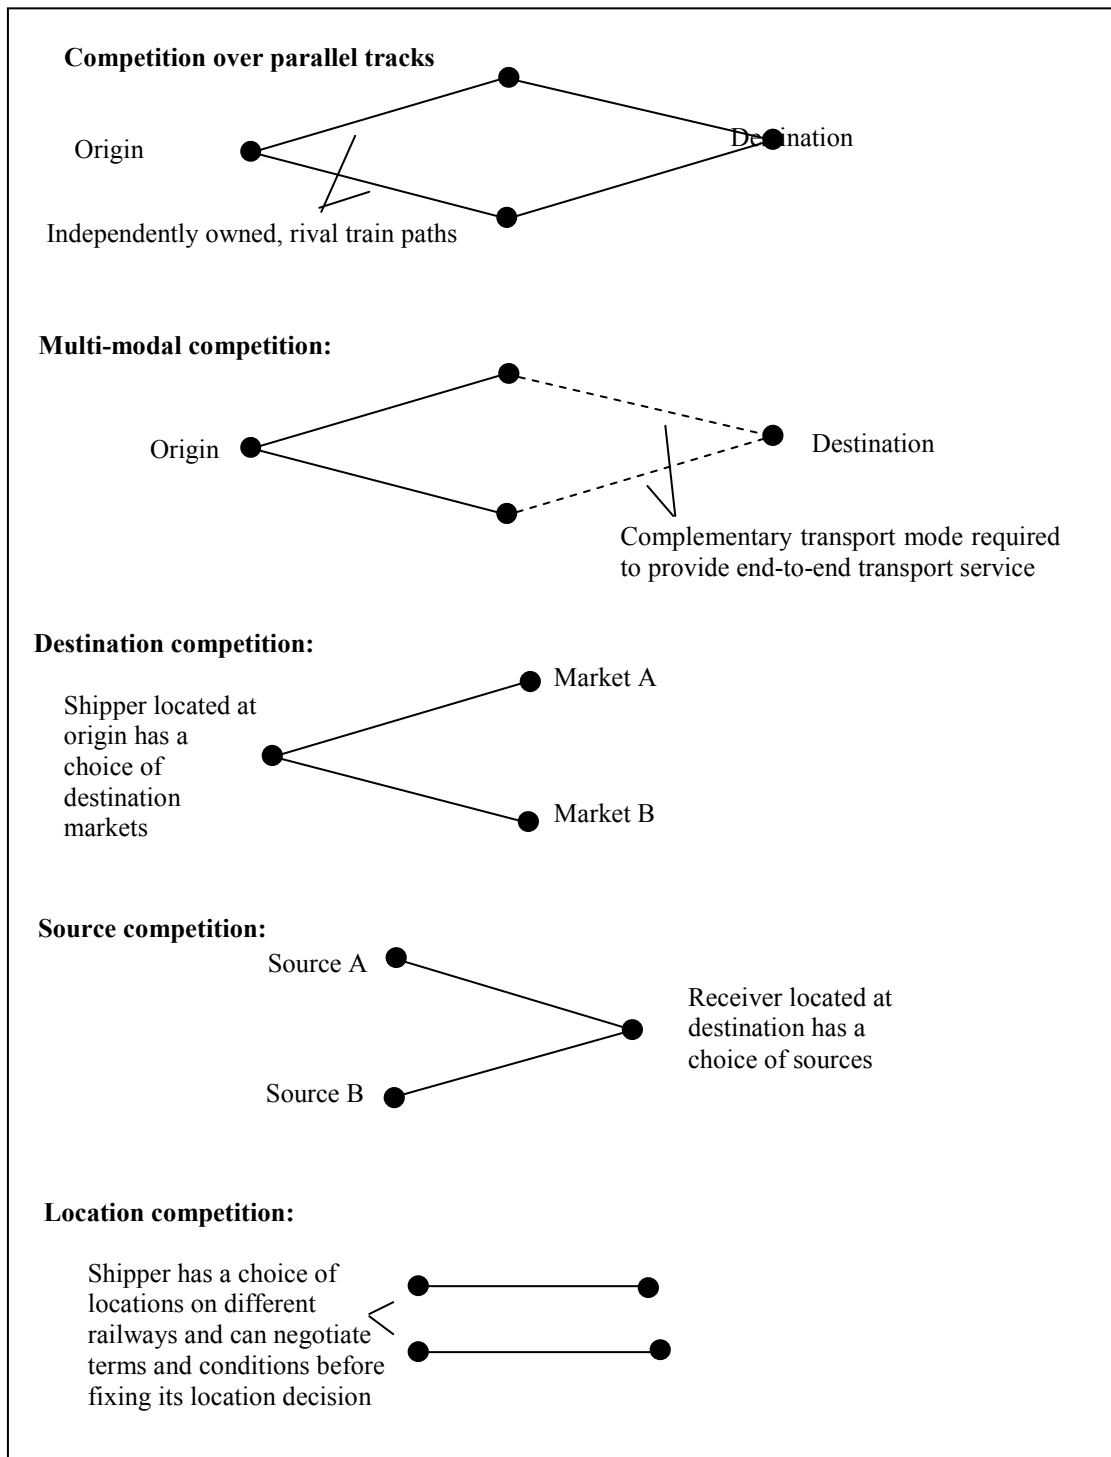 Competition over parallel tracks
Origin
Destination
Independently owned, rival train paths
Multi-modal competition:
Origin
Destination
Complementary transport mode required
to provide end-to-end transport service
Destination competition:
Market A
Shipper located at
origin has a
choice of
destination
markets
Market B
Source competition:
Source A
Receiver located at
destination has a
choice of sources
Source B
Location competition:
Shipper has a choice of
locations on different
railways and can negotiate
terms and conditions before
fixing its location decision